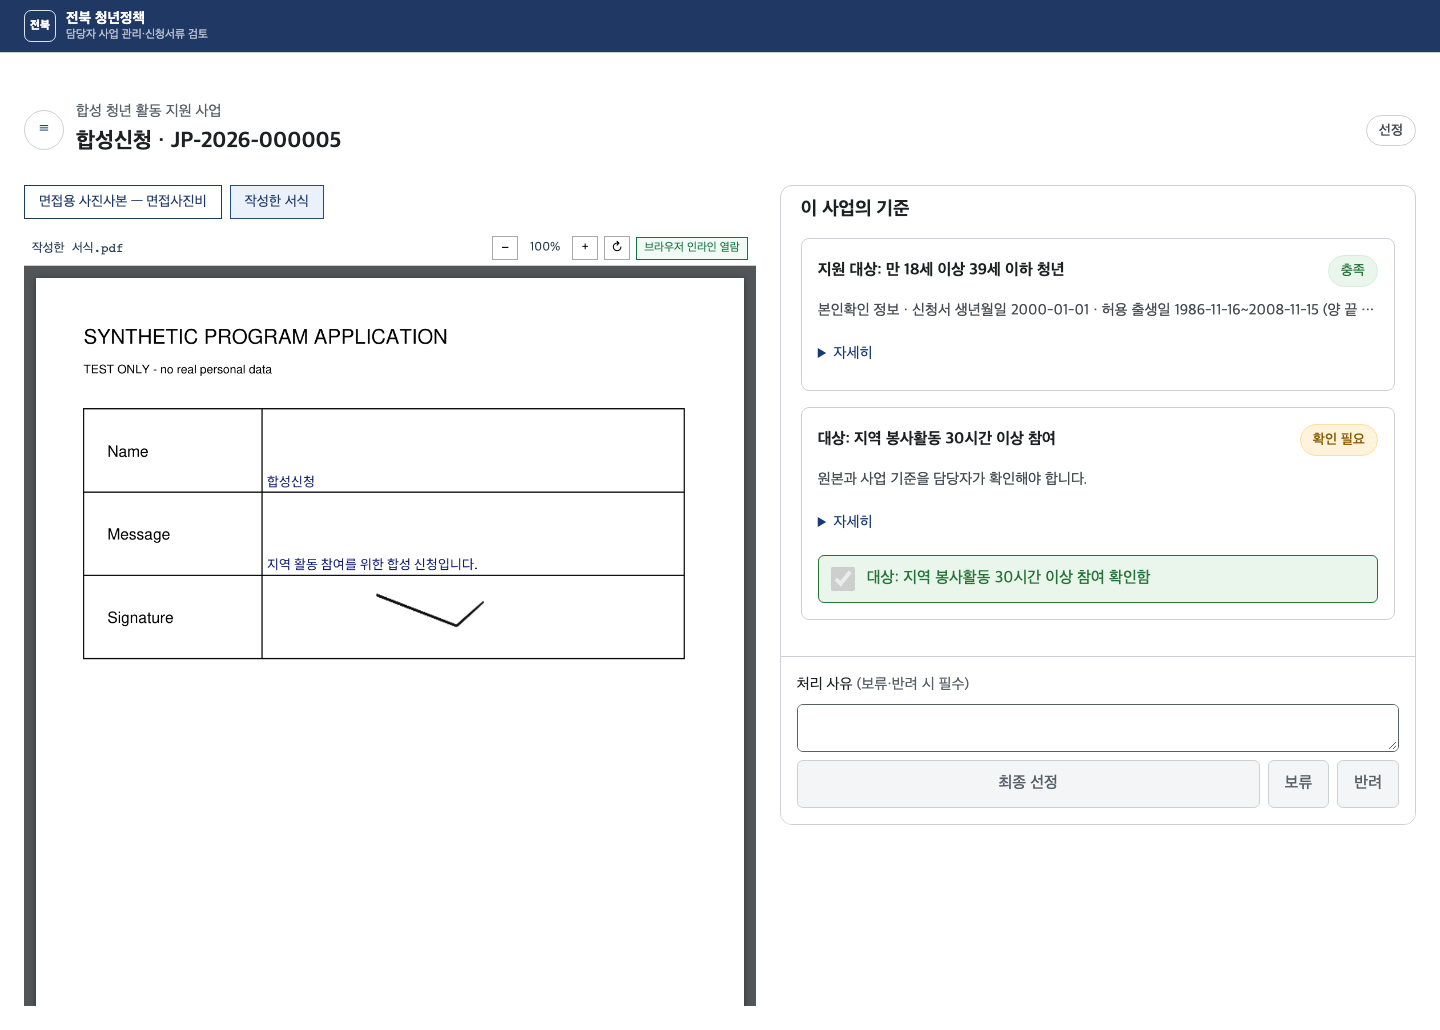 전북
전북 청년정책
담당자 사업 관리·신청서류 검토
합성 청년 활동 지원 사업
합성신청 · JP-2026-000005
선정
면접용 사진사본 — 면접사진비
작성한 서식
작성한 서식.pdf
−
100%
+
↻
브라우저 인라인 열람
SYNTHETIC PROGRAM APPLICATION
TEST ONLY - no real personal data
Name
합성신청
Message
지역 활동 참여를 위한 합성 신청입니다.
Signature
이 사업의 기준
지원 대상: 만 18세 이상 39세 이하 청년
충족
본인확인 정보 · 신청서 생년월일 2000-01-01 · 허용 출생일 1986-11-16~2008-11-15 (양 끝 …
▶ 자세히
대상: 지역 봉사활동 30시간 이상 참여
확인 필요
원본과 사업 기준을 담당자가 확인해야 합니다.
▶ 자세히
대상: 지역 봉사활동 30시간 이상 참여 확인함
처리 사유 (보류·반려 시 필수)
최종 선정
보류
반려